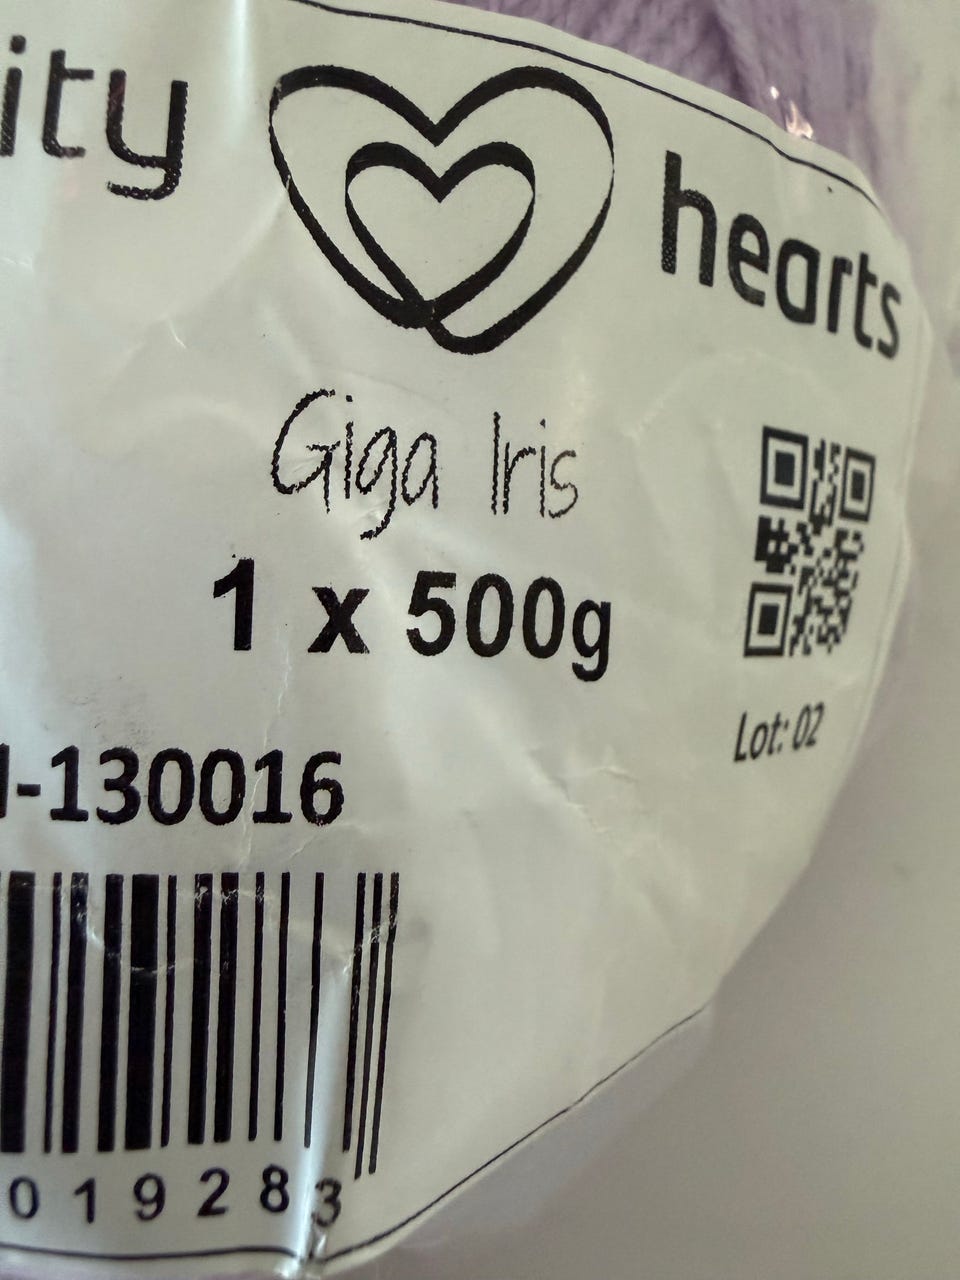 ity hearts
Giga Iris
1 x 500g
-130016
Lot: 02
019283